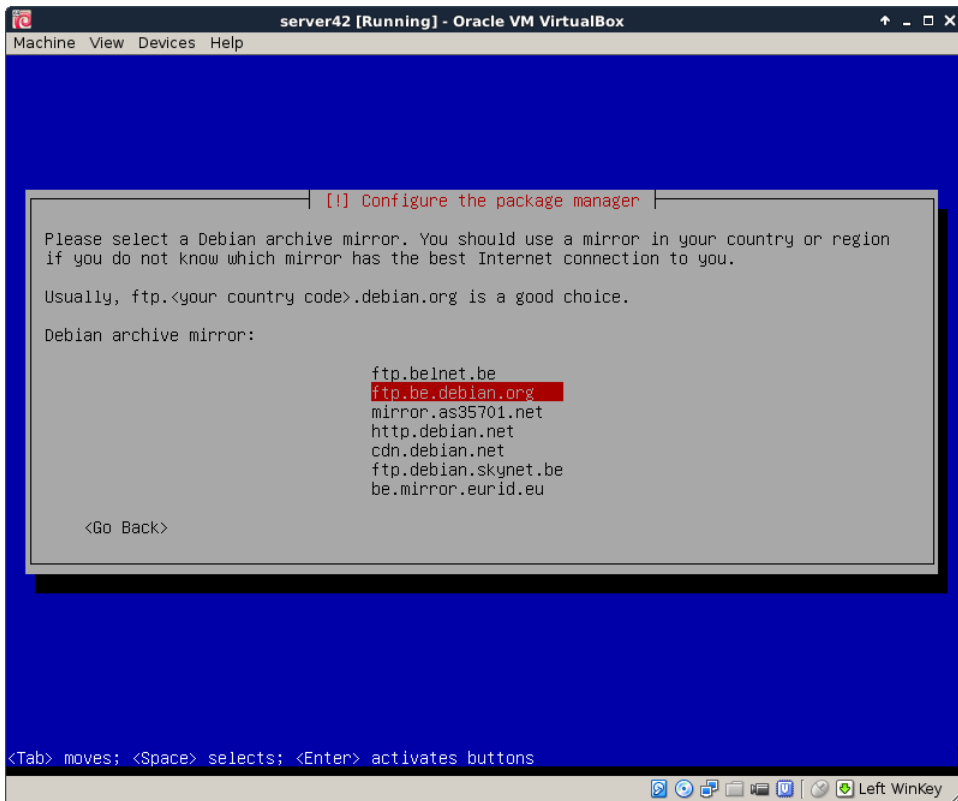 server42 [Running] - Oracle VM VirtualBox
Machine View Devices Help
[!] Configure the package manager
Please select a Debian archive mirror. You should use a mirror in your country or region
if you do not know which mirror has the best Internet connection to you.
Usually, ftp.<your country code>.debian.org is a good choice.
Debian archive mirror:
ftp.belnet.be
ftp.be.debian.org
mirror.as35701.net
http.debian.net
cdn.debian.net
ftp.debian.skynet.be
be.mirror.eurid.eu
<Go Back>
<Tab> moves; <Space> selects; <Enter> activates buttons
Left WinKey